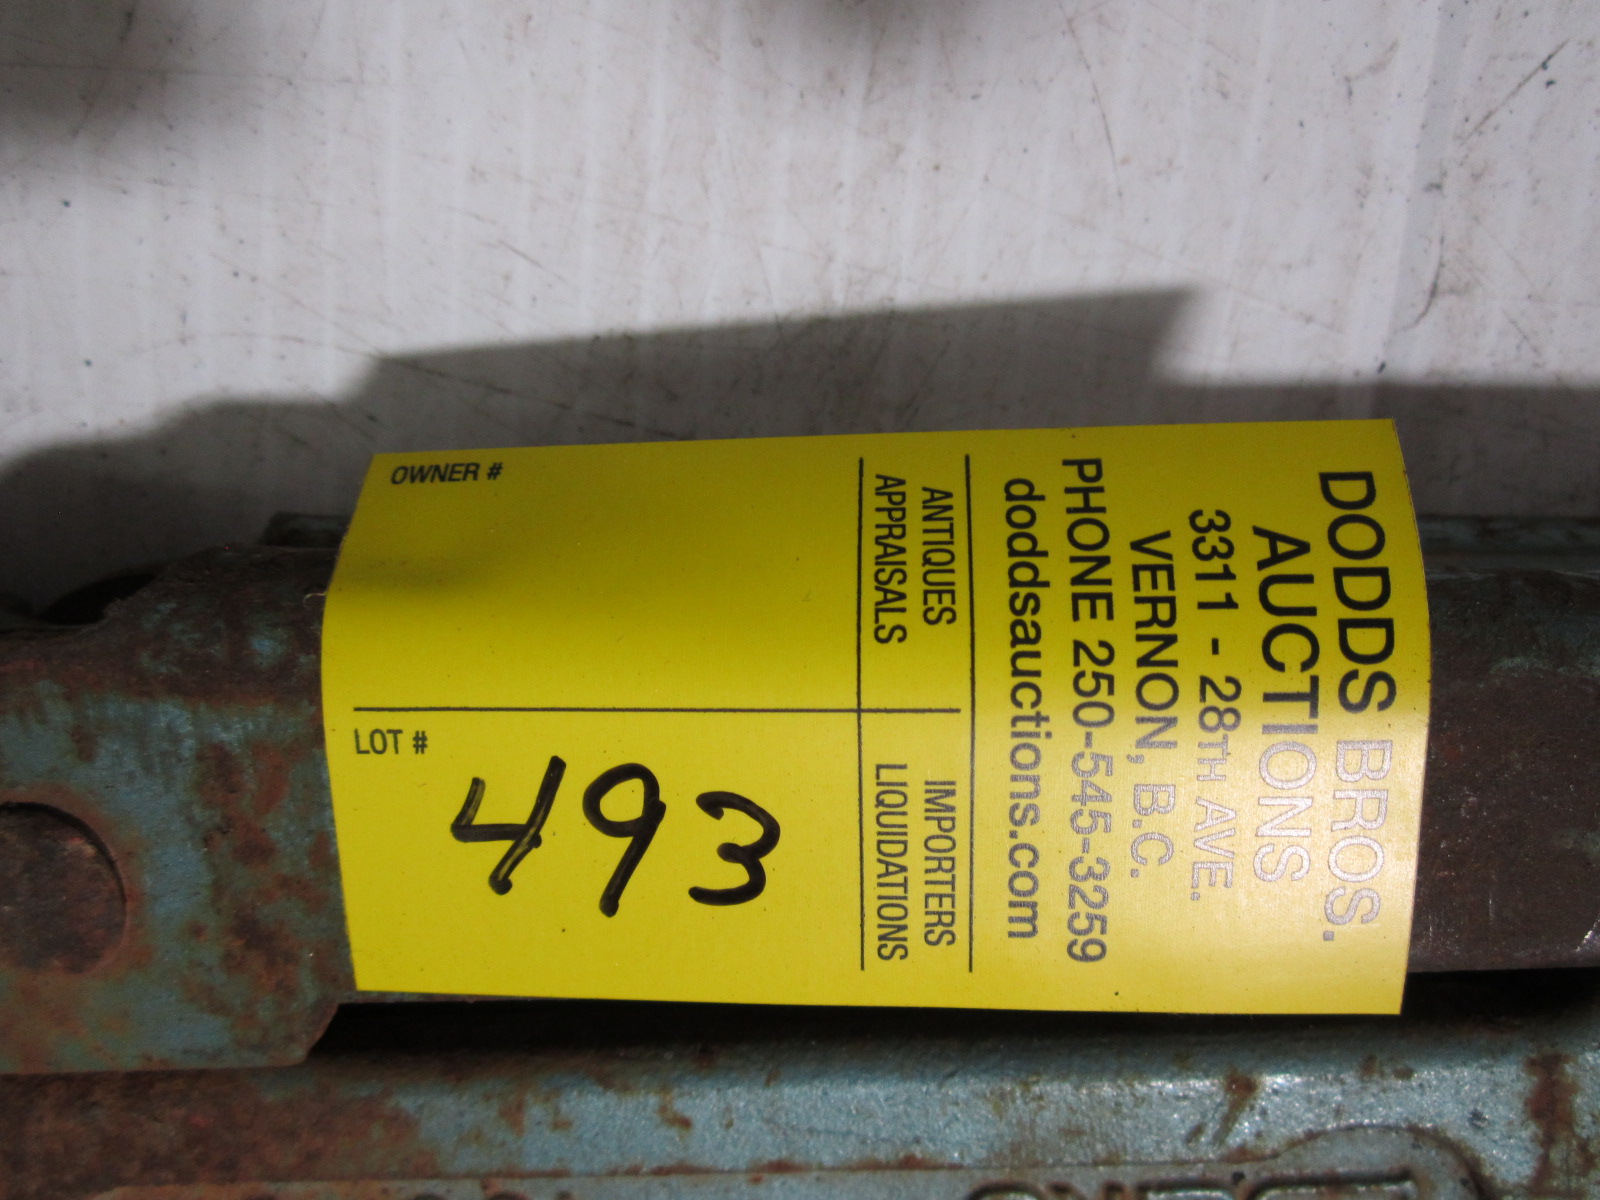 DODDS BROS.
AUCTIONS
3311 - 28TH AVE.
VERNON, B.C.
PHONE 250-545-3259
doddsauctions.com
ANTIQUES IMPORTERS
APPRAISALS LIQUIDATIONS
OWNER #
LOT #
493